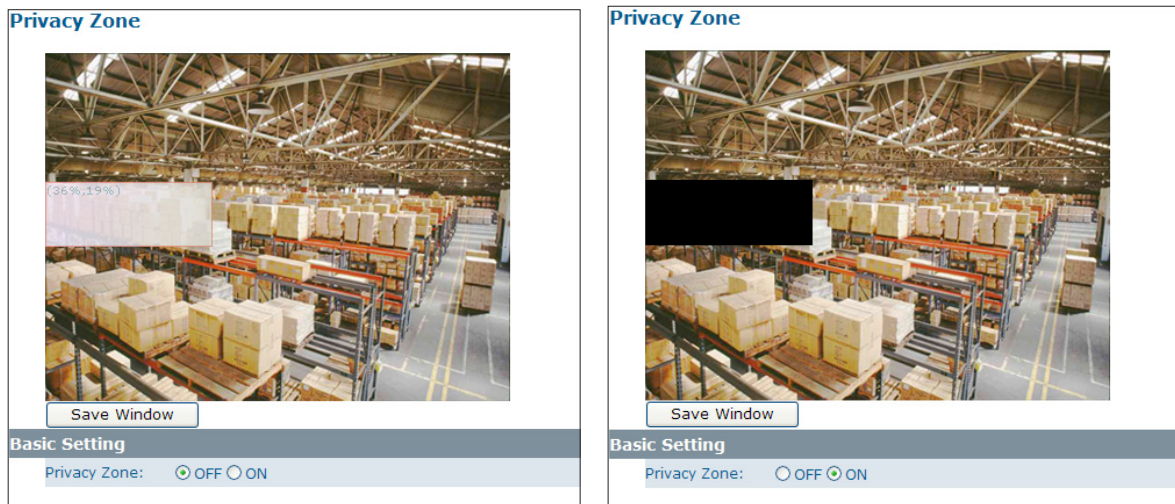 Privacy Zone
(36%,19%)
Save Window
Basic Setting
Privacy Zone: OFF ON
Privacy Zone
Save Window
Basic Setting
Privacy Zone: OFF ON